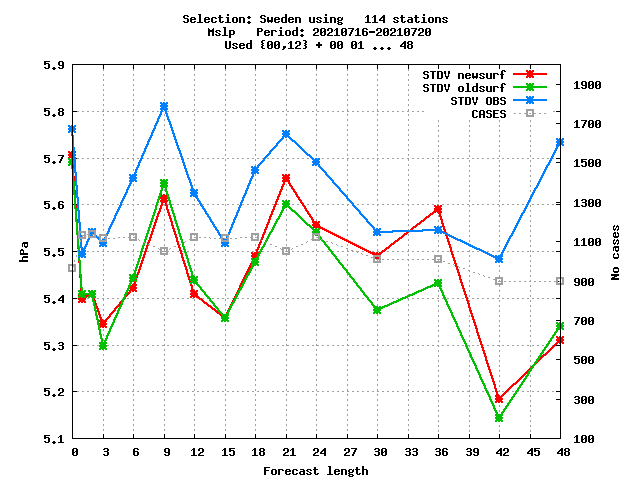 Selection: Sweden using   114 stations
Mslp   Period: 20210716-20210720
Used {00,12} + 00 01 ... 48
STDV newsurf
STDV oldsurf
STDV OBS
CASES
hPa
5.9
5.8
5.7
5.6
5.5
5.4
5.3
5.2
5.1
1900
1700
1500
1300
1100
900
700
500
300
100
No cases
0 3 6 9 12 15 18 21 24 27 30 33 36 39 42 45 48
Forecast length